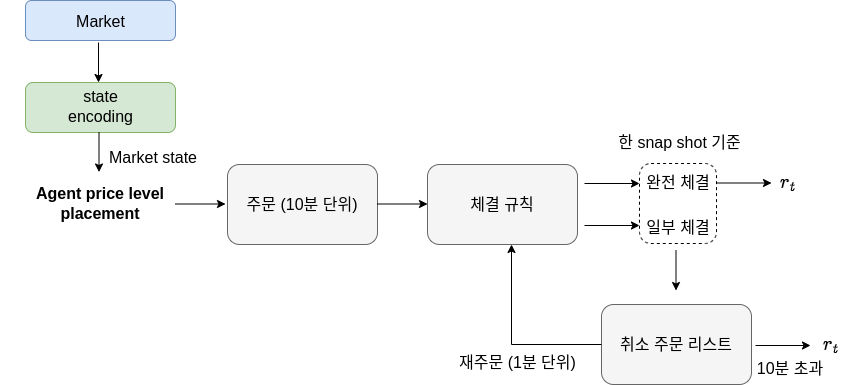 Market
state
encoding
Market state
Agent price level
placement
주문 (10분 단위)
체결 규칙
한 snap shot 기준
완전 체결
일부 체결
r_t
취소 주문 리스트
재주문 (1분 단위)
r_t
10분 초과